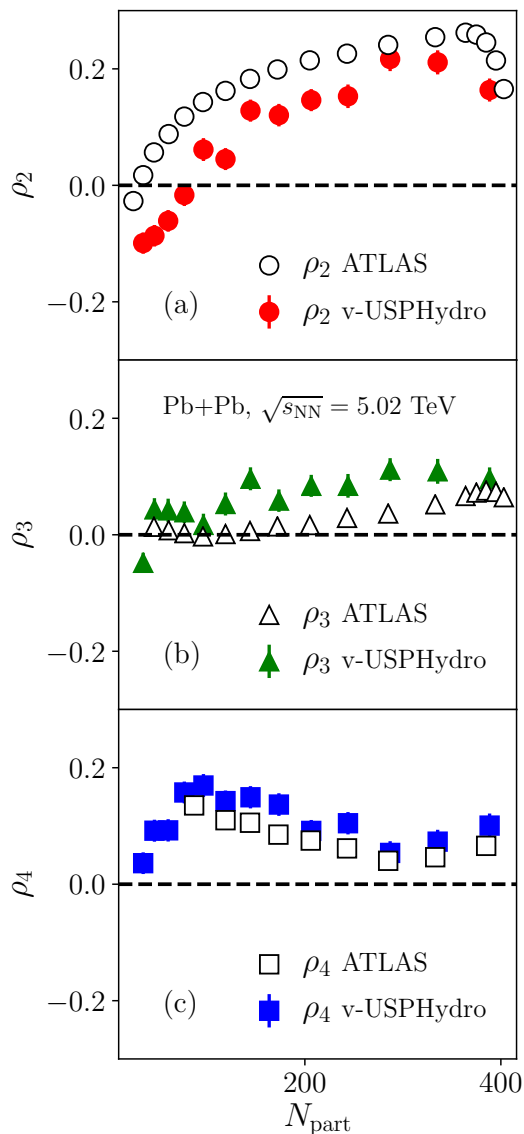 0.2
0.0
−0.2
ρ₂
ρ₂ ATLAS
ρ₂ v-USPHydro
(a)
Pb+Pb, √s_NN = 5.02 TeV
0.2
0.0
−0.2
ρ₃
ρ₃ ATLAS
ρ₃ v-USPHydro
(b)
0.2
0.0
−0.2
ρ₄
ρ₄ ATLAS
ρ₄ v-USPHydro
(c)
200 400
N_part